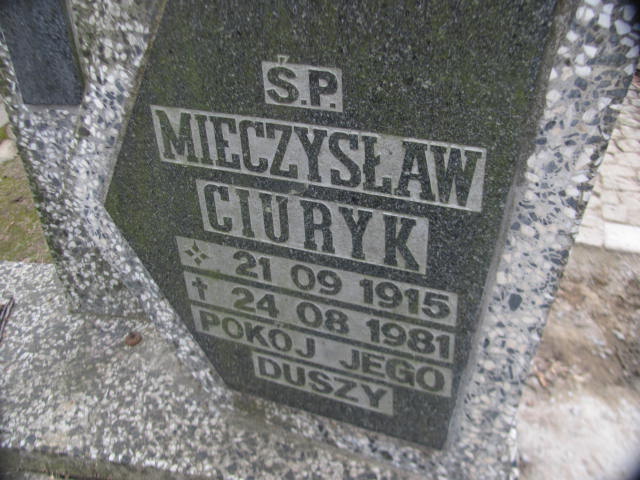 Ś.P.
MIECZYSŁAW
CIURYK
21 09 1915
† 24 08 1981
POKÓJ JEGO
DUSZY